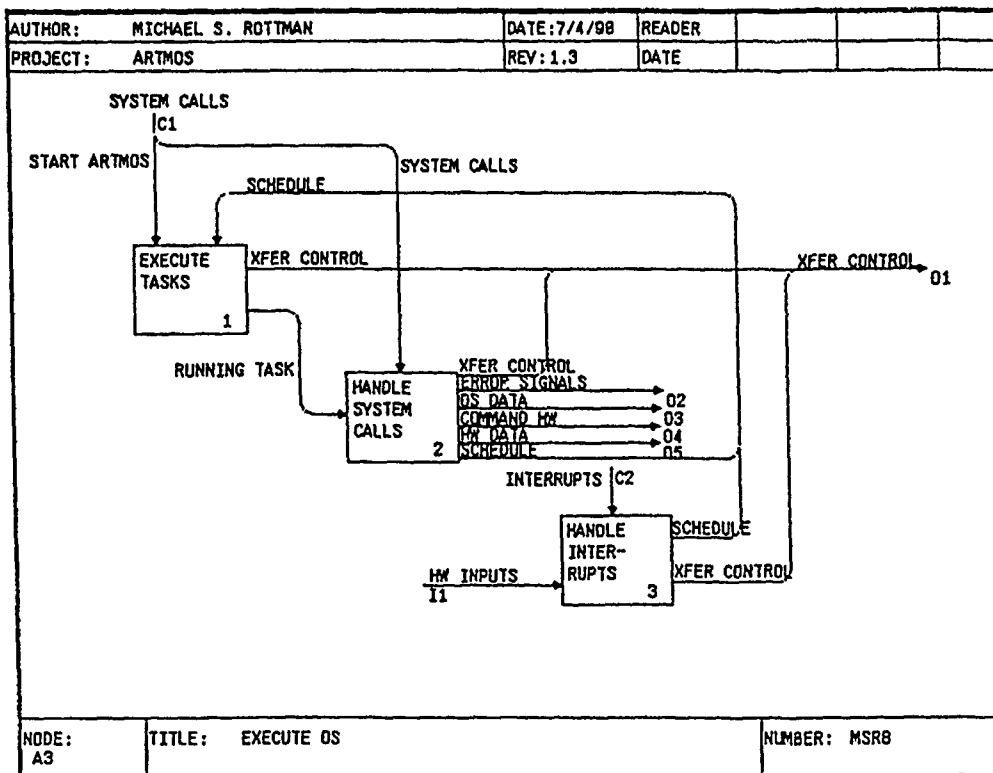 AUTHOR: MICHAEL S. ROTTMAN DATE:7/4/90 READER
PROJECT: ARTMOS REV:1.3 DATE
SYSTEM CALLS
C1
START ARTMOS
SYSTEM CALLS
SCHEDULE
EXECUTE
TASKS
1
XFER CONTROL
XFER CONTROL
O1
RUNNING TASK
HANDLE
SYSTEM
CALLS
2
XFER CONTROL
ERROR SIGNALS
OS DATA
O2
COMMAND HW
O3
HW DATA
O4
SCHEDULE
O5
INTERRUPTS C2
HANDLE
INTER-
RUPTS
3
SCHEDULE
XFER CONTROL
HW INPUTS
I1
NODE:
A3
TITLE: EXECUTE OS
NUMBER: MSR8